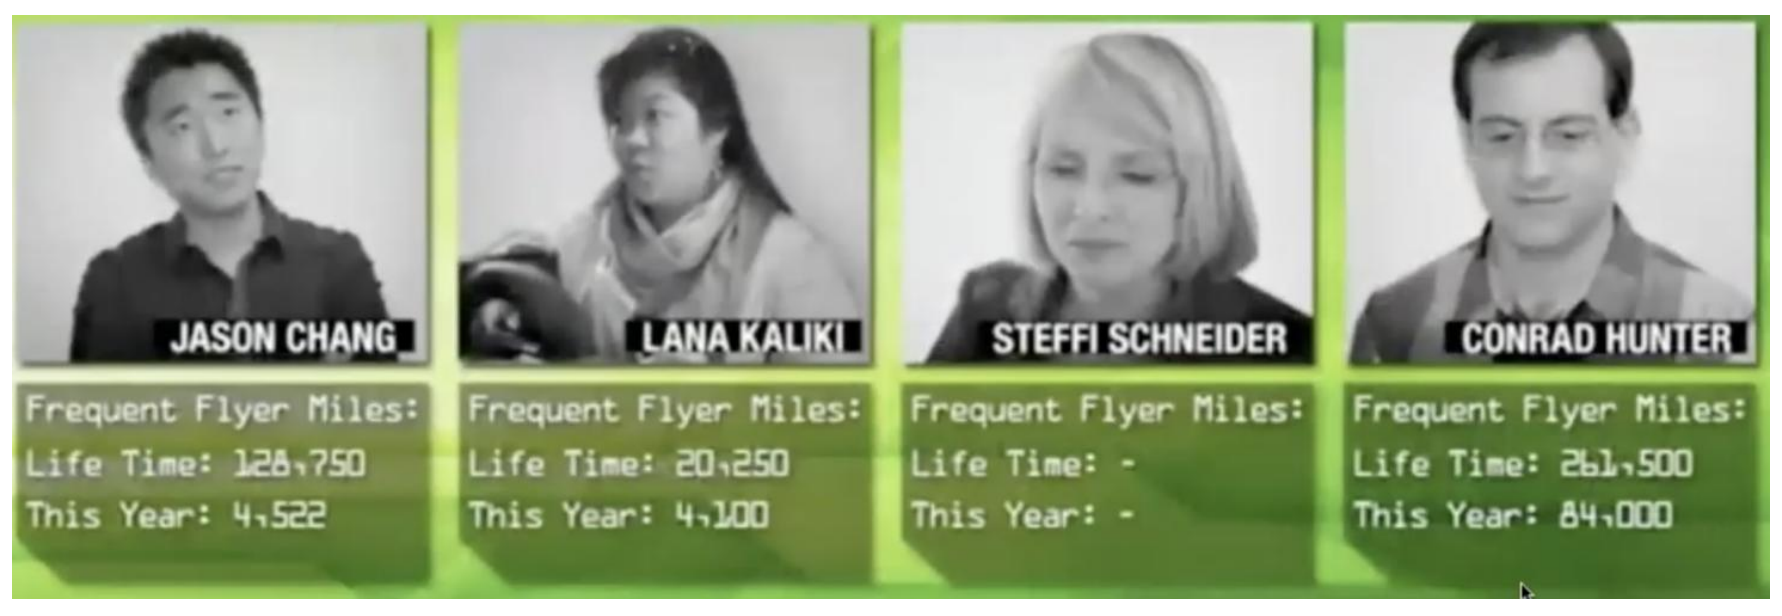 JASON CHANG
Frequent Flyer Miles:
Life Time: 128,750
This Year: 4,522
LANA KALIKI
Frequent Flyer Miles:
Life Time: 20,250
This Year: 4,100
STEFFI SCHNEIDER
Frequent Flyer Miles:
Life Time: -
This Year: -
CONRAD HUNTER
Frequent Flyer Miles:
Life Time: 261,500
This Year: 84,000